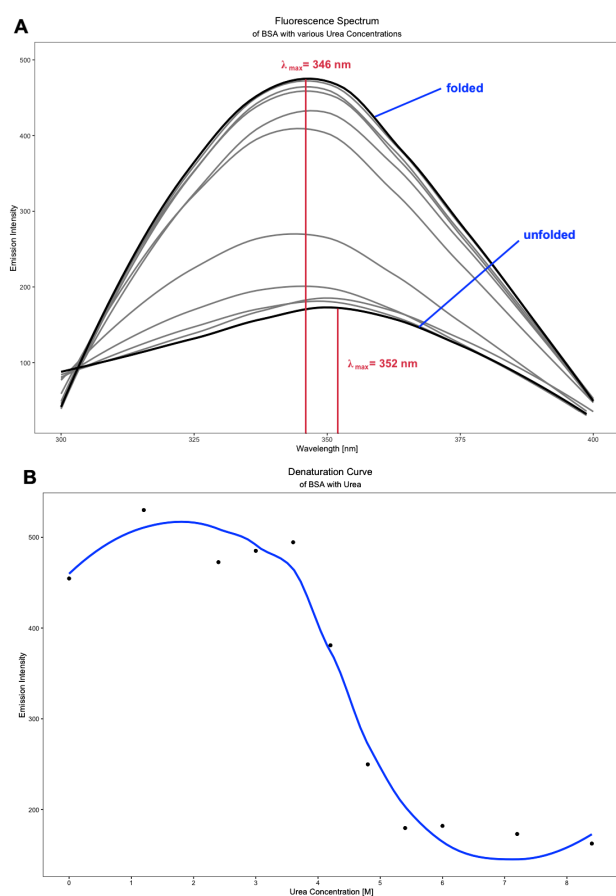 A
Fluorescence Spectrum
of BSA with various Urea Concentrations
λmax= 346 nm
folded
unfolded
λmax= 352 nm
Emission Intensity
500
400
300
200
100
300
325
350
375
400
Wavelength [nm]
B
Denaturation Curve
of BSA with Urea
Emission Intensity
500
400
300
200
0
1
2
3
4
5
6
7
8
Urea Concentration [M]